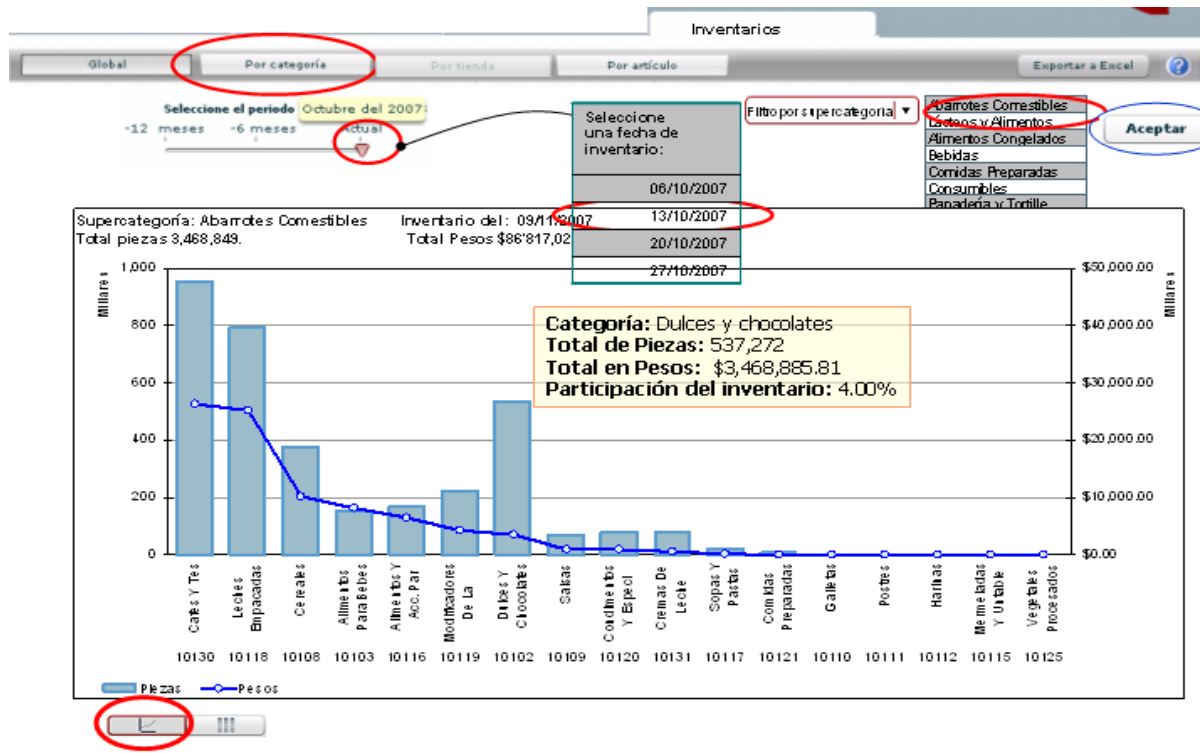 Inventarios
Global
Por categoría
Por tienda
Por artículo
Exportar a Excel
?
Seleccione el periodo
Octubre del 2007
-12 meses
-6 meses
Actual
Seleccione
una fecha de
inventario:
06/10/2007
13/10/2007
20/10/2007
27/10/2007
Filtro por supercategoria
Abarrotes Comestibles
Lácteos y Alimentos
Alimentos Congelados
Bebidas
Comidas Preparadas
Consumibles
Panadería y Tortille
Aceptar
Supercategoría: Abarrotes Comestibles
Inventario del: 09/11/2007
Total piezas 3,468,849.
Total Pesos $86'817,02
Categoría: Dulces y chocolates
Total de Piezas: 537,272
Total en Pesos: $3,468,885.81
Participación del inventario: 4.00%
Millares
1,000
800
600
400
200
0
$50,000.00
$40,000.00
$30,000.00
$20,000.00
$10,000.00
$0.00
Millares
Cafes Y Tes
Leches
Empacadas
Cereales
Alimentos
Para Bebes
Alimentos Y
Acc. Par
Modificadores
De La
Dulces Y
Chocolates
Salsas
Condimentos
Y Especi
Cremas De
Leche
Sopas Y
Pastas
Comidas
Preparadas
Galletas
Postres
Harinas
Mermeladas
Y Untable
Vegetales
Procesados
10130 10118 10108 10103 10116 10119 10102 10109 10120 10131 10117 10121 10110 10111 10112 10115 10125
Piezas
Pesos